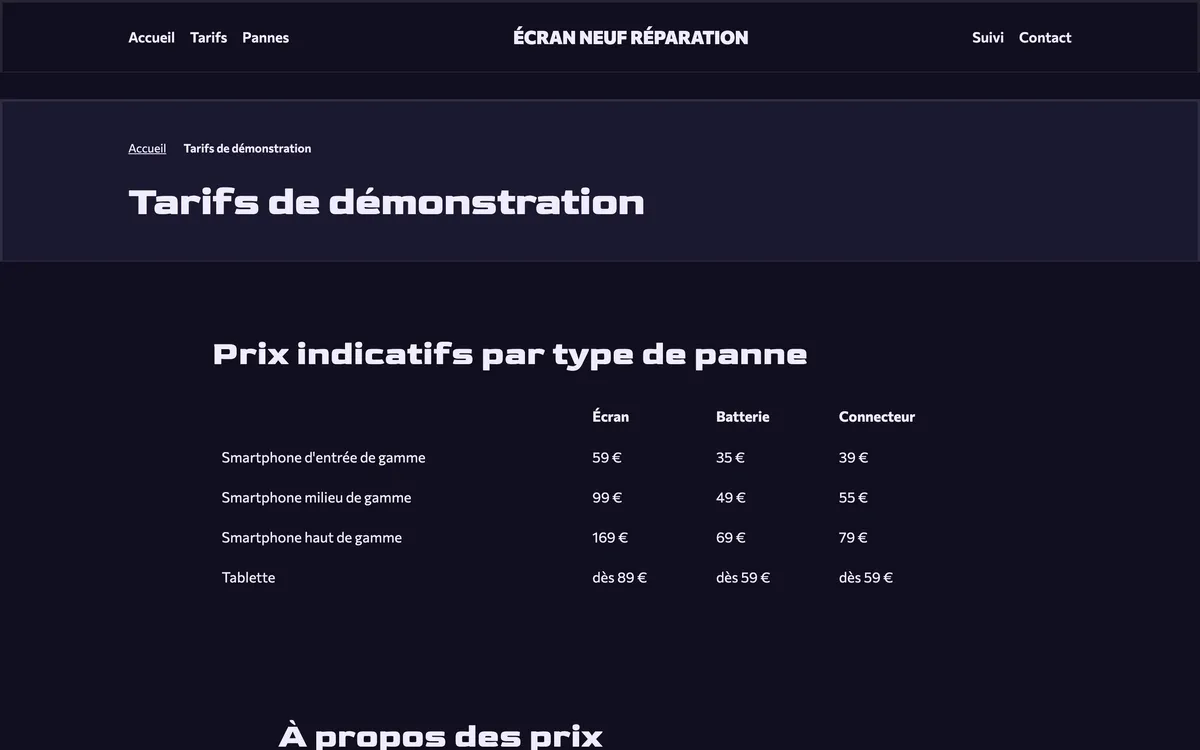 Accueil Tarifs Pannes ÉCRAN NEUF RÉPARATION Suivi Contact
Accueil Tarifs de démonstration
Tarifs de démonstration
Prix indicatifs par type de panne
Écran Batterie Connecteur
Smartphone d'entrée de gamme 59 € 35 € 39 €
Smartphone milieu de gamme 99 € 49 € 55 €
Smartphone haut de gamme 169 € 69 € 79 €
Tablette dès 89 € dès 59 € dès 59 €
À propos des prix